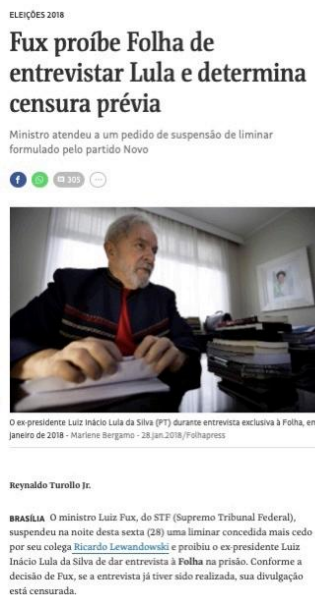 ELEIÇÕES 2018
Fux proíbe Folha de
entrevistar Lula e determina
censura prévia
Ministro atendeu a um pedido de suspensão de liminar
formulado pelo partido Novo
305
O ex-presidente Luiz Inácio Lula da Silva (PT) durante entrevista exclusiva à Folha, en
janeiro de 2018 - Marlene Bergamo - 28.jan.2018/Folhapress
Reynaldo Turollo Jr.
BRASÍLIA O ministro Luiz Fux, do STF (Supremo Tribunal Federal),
suspendeu na noite desta sexta (28) uma liminar concedida mais cedo
por seu colega Ricardo Lewandowski e proibiu o ex-presidente Luiz
Inácio Lula da Silva de dar entrevista à Folha na prisão. Conforme a
decisão de Fux, se a entrevista já tiver sido realizada, sua divulgação
está censurada.